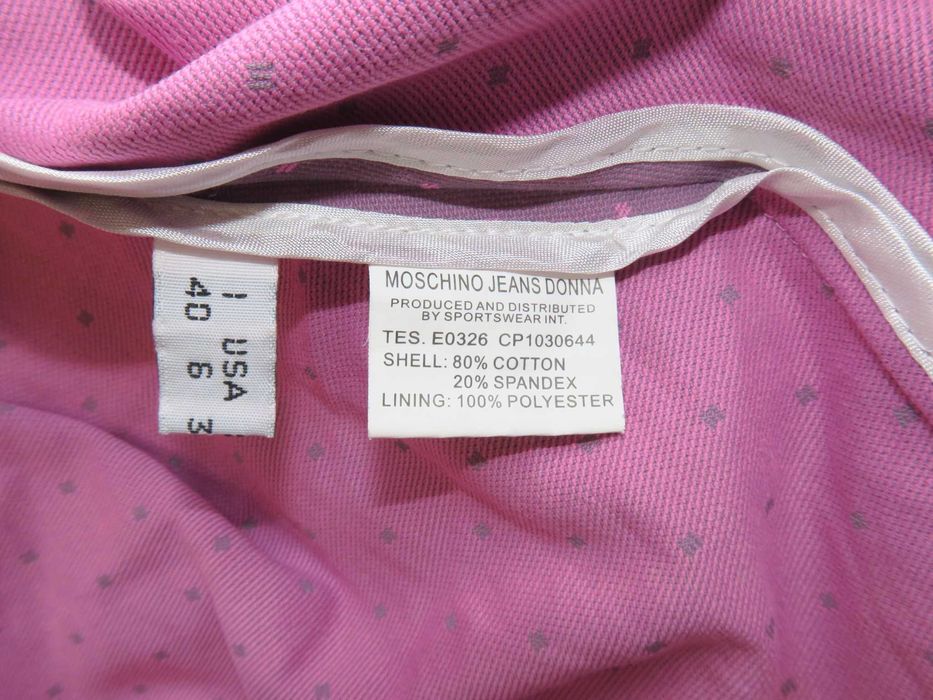 I USA
40 6 3
MOSCHINO JEANS DONNA
PRODUCED AND DISTRIBUTED
BY SPORTSWEAR INT.
TES. E0326 CP1030644
SHELL: 80% COTTON
20% SPANDEX
LINING: 100% POLYESTER